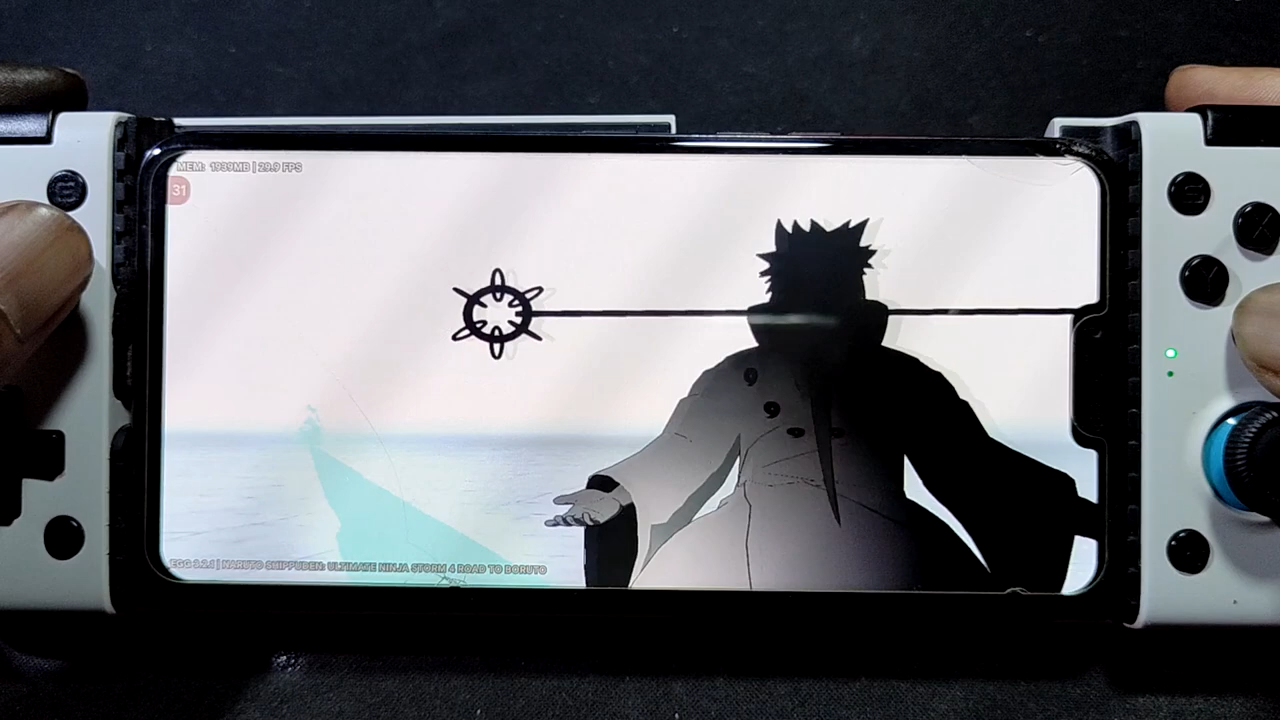 MEM: 1939MB | 29.9 FPS
31
EGG 3.2.1 | NARUTO SHIPPUDEN: ULTIMATE NINJA STORM 4 ROAD TO BORUTO